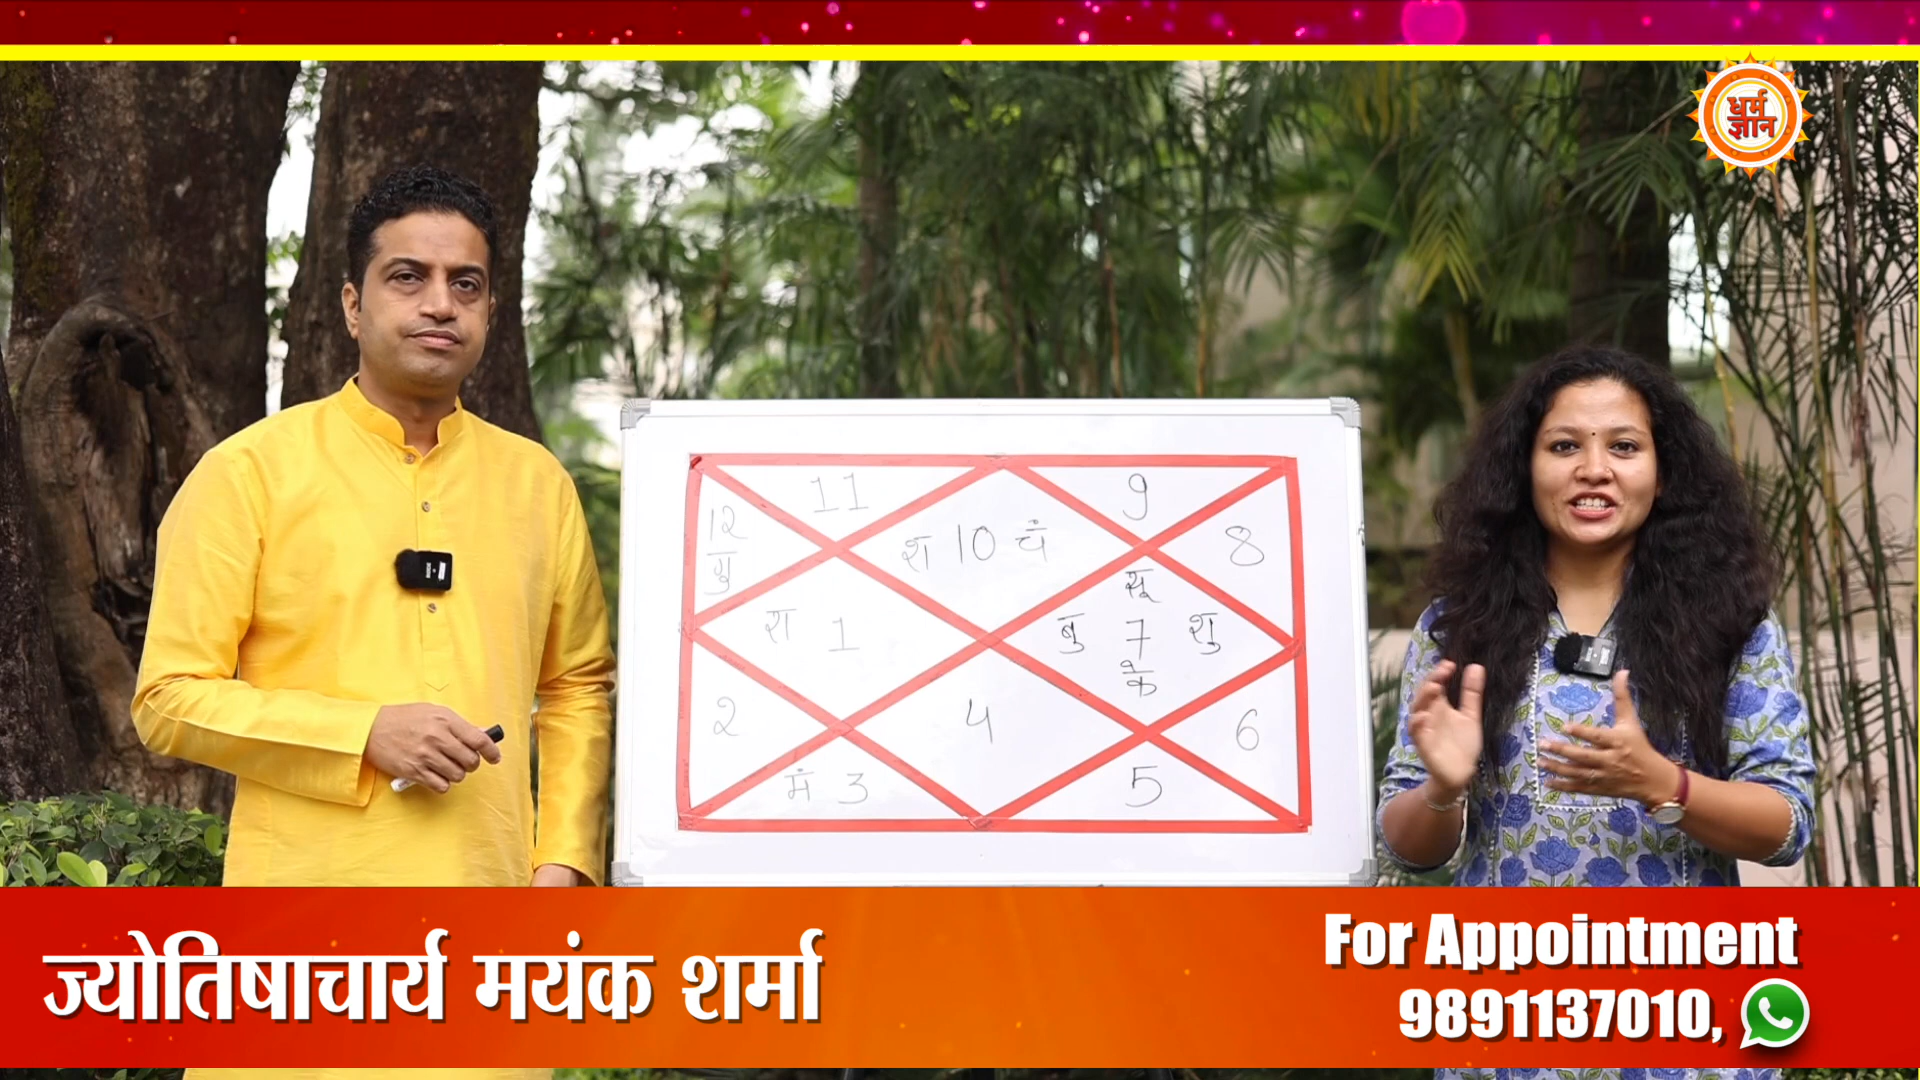 धर्म
ज्ञान
11
9
12
गु
श 10 चं
8
रा 1
सू
बु 7 शु
के
2
4
6
मं 3
5
ज्योतिषाचार्य मयंक शर्मा
For Appointment
9891137010,